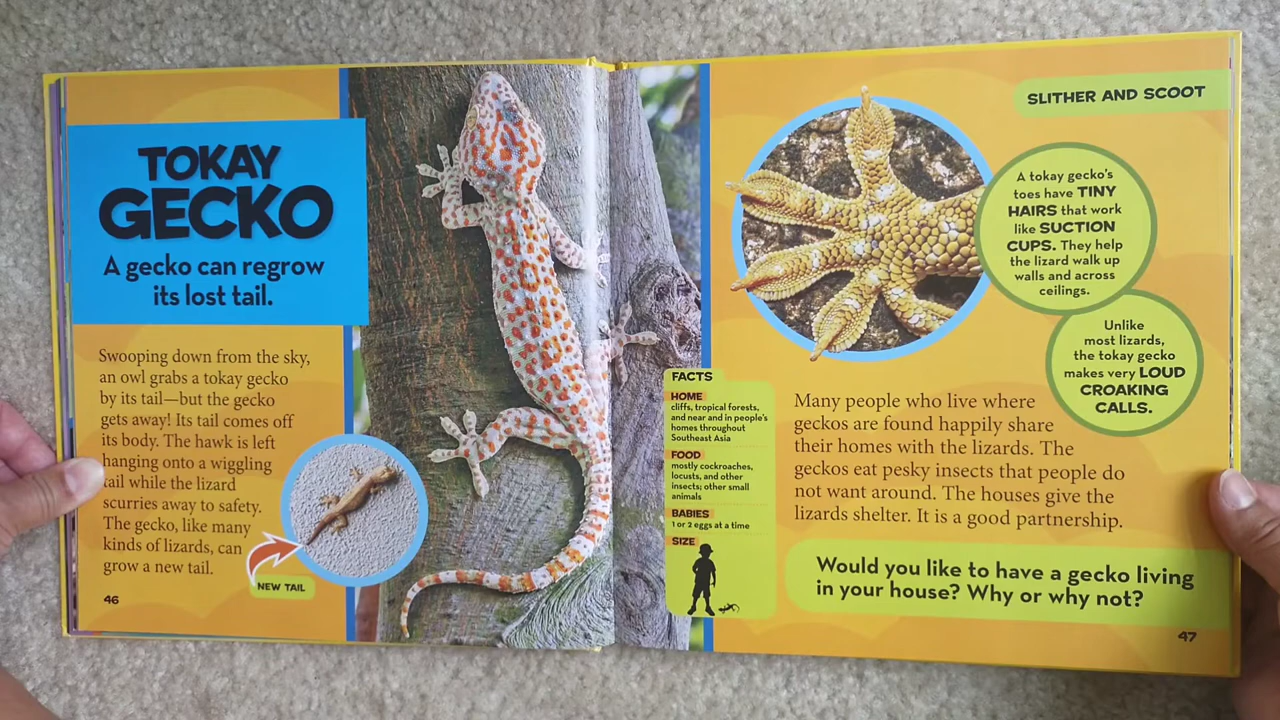 TOKAY
GECKO
A gecko can regrow
its lost tail.
Swooping down from the sky,
an owl grabs a tokay gecko
by its tail—but the gecko
gets away! Its tail comes off
its body. The hawk is left
hanging onto a wiggling
tail while the lizard
scurries away to safety.
The gecko, like many
kinds of lizards, can
grow a new tail.
NEW TAIL
46
SLITHER AND SCOOT
A tokay gecko's
toes have TINY
HAIRS that work
like SUCTION
CUPS. They help
the lizard walk up
walls and across
ceilings.
Unlike
most lizards,
the tokay gecko
makes very LOUD
CROAKING
CALLS.
FACTS
HOME
cliffs, tropical forests,
and near and in people's
homes throughout
Southeast Asia
FOOD
mostly cockroaches,
locusts, and other
insects; other small
animals
BABIES
1 or 2 eggs at a time
SIZE
Many people who live where
geckos are found happily share
their homes with the lizards. The
geckos eat pesky insects that people do
not want around. The houses give the
lizards shelter. It is a good partnership.
Would you like to have a gecko living
in your house? Why or why not?
47